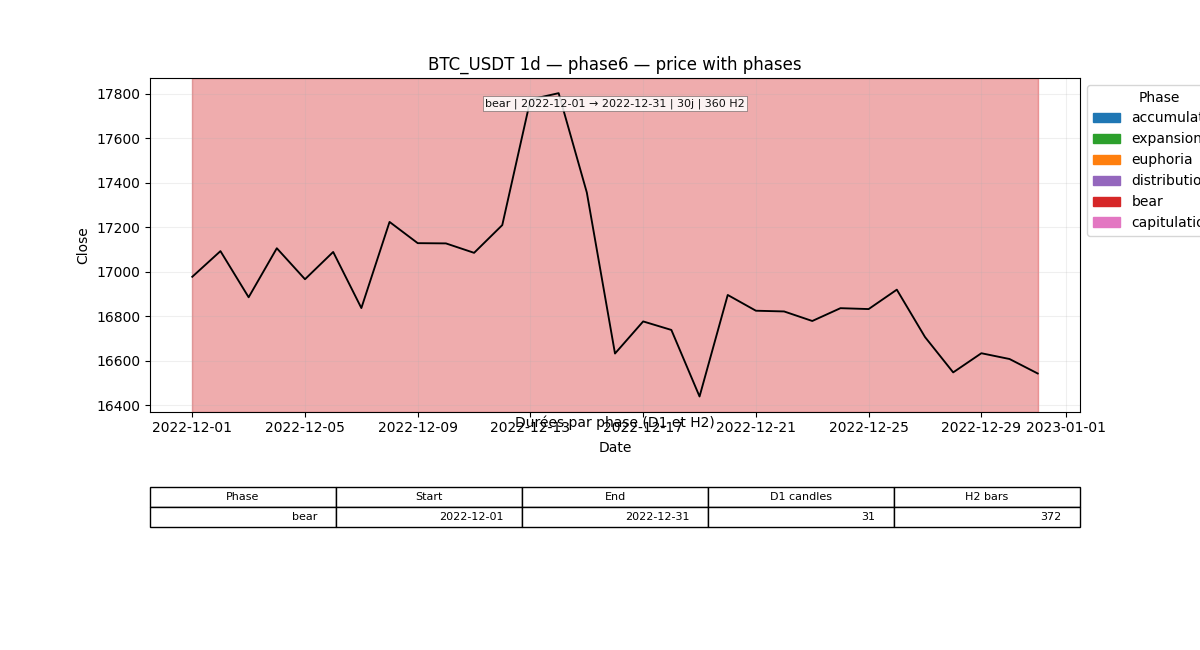 BTC_USDT 1d — phase6 — price with phases
bear | 2022-12-01 → 2022-12-31 | 30j | 360 H2
Close
17800
17600
17400
17200
17000
16800
16600
16400
2022-12-01 2022-12-05 2022-12-09 2022-12-13 2022-12-17 2022-12-21 2022-12-25 2022-12-29 2023-01-01
Durées par phase (D1 et H2)
Date
Phase
accumulat
expansion
euphoria
distributio
bear
capitulatio
Phase Start End D1 candles H2 bars
bear 2022-12-01 2022-12-31 31 372